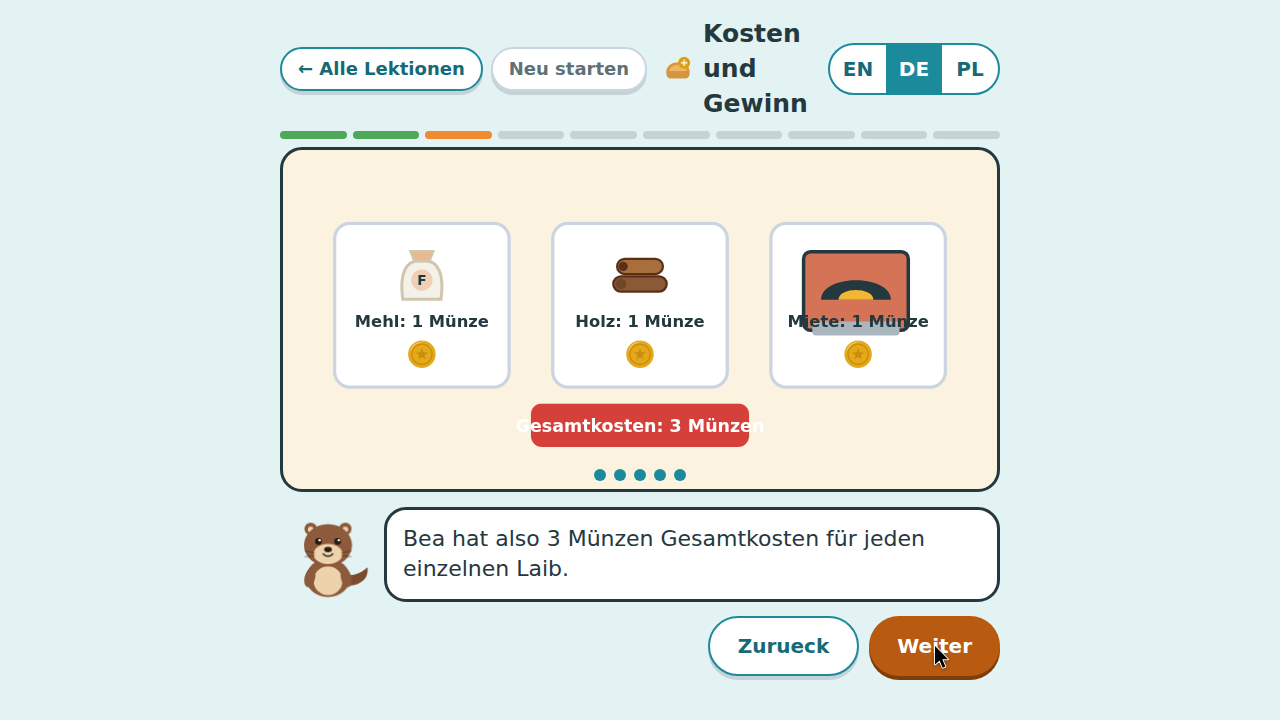 ← Alle Lektionen
Neu starten
Kosten
und
Gewinn
EN DE PL
F
Mehl: 1 Münze
Holz: 1 Münze
Miete: 1 Münze
Gesamtkosten: 3 Münzen
Bea hat also 3 Münzen Gesamtkosten für jeden
einzelnen Laib.
Zurueck
Weiter